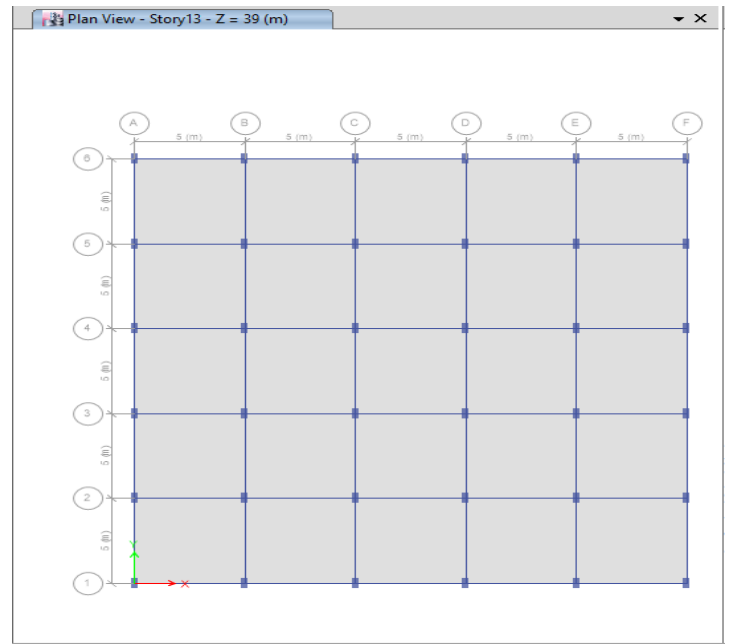 Plan View - Story13 - Z = 39 (m)
A B C D E F
5 (m) 5 (m) 5 (m) 5 (m) 5 (m)
6
5 (m)
5
5 (m)
4
5 (m)
3
5 (m)
2
5 (m)
Y
1
X